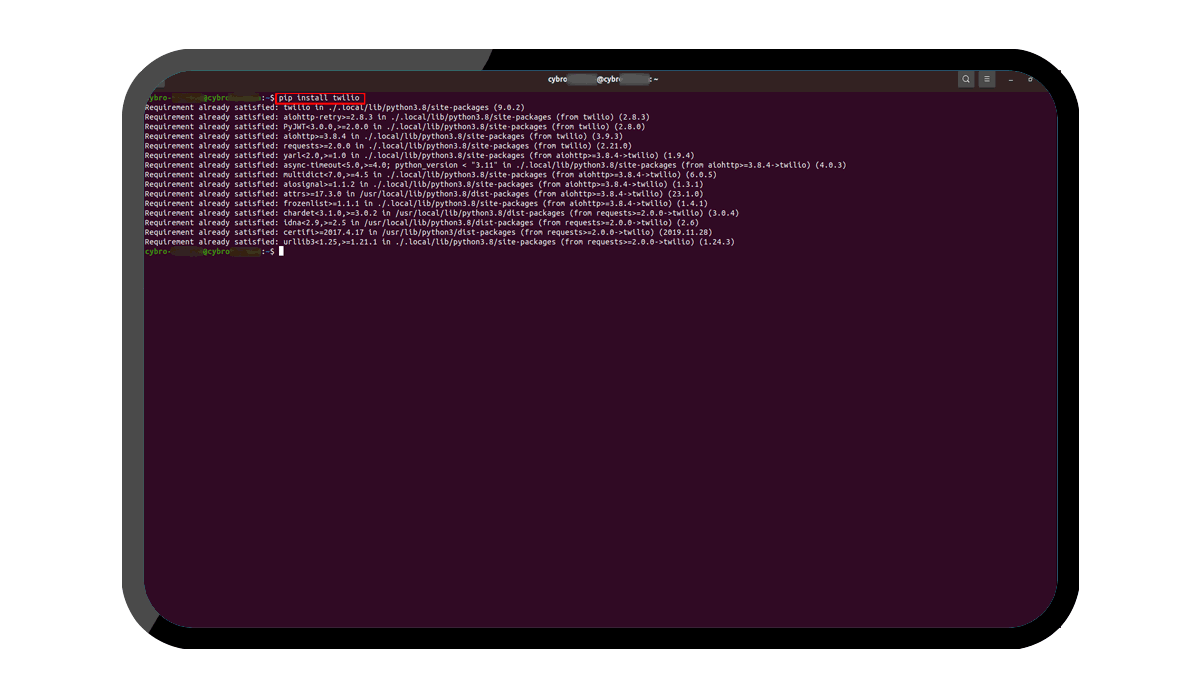 cybro @cybr : ~
cybro- @cybro :~$ pip install twilio
Requirement already satisfied: twilio in ./.local/lib/python3.8/site-packages (9.0.2)
Requirement already satisfied: aiohttp-retry>=2.8.3 in ./.local/lib/python3.8/site-packages (from twilio) (2.8.3)
Requirement already satisfied: PyJWT<3.0.0,>=2.0.0 in ./.local/lib/python3.8/site-packages (from twilio) (2.8.0)
Requirement already satisfied: aiohttp>=3.8.4 in ./.local/lib/python3.8/site-packages (from twilio) (3.9.3)
Requirement already satisfied: requests>=2.0.0 in ./.local/lib/python3.8/site-packages (from twilio) (2.21.0)
Requirement already satisfied: yarl<2.0,>=1.0 in ./.local/lib/python3.8/site-packages (from aiohttp>=3.8.4->twilio) (1.9.4)
Requirement already satisfied: async-timeout<5.0,>=4.0; python_version < "3.11" in ./.local/lib/python3.8/site-packages (from aiohttp>=3.8.4->twilio) (4.0.3)
Requirement already satisfied: multidict<7.0,>=4.5 in ./.local/lib/python3.8/site-packages (from aiohttp>=3.8.4->twilio) (6.0.5)
Requirement already satisfied: aiosignal>=1.1.2 in ./.local/lib/python3.8/site-packages (from aiohttp>=3.8.4->twilio) (1.3.1)
Requirement already satisfied: attrs>=17.3.0 in /usr/local/lib/python3.8/dist-packages (from aiohttp>=3.8.4->twilio) (23.1.0)
Requirement already satisfied: frozenlist>=1.1.1 in ./.local/lib/python3.8/site-packages (from aiohttp>=3.8.4->twilio) (1.4.1)
Requirement already satisfied: chardet<3.1.0,>=3.0.2 in /usr/local/lib/python3.8/dist-packages (from requests>=2.0.0->twilio) (3.0.4)
Requirement already satisfied: idna<2.9,>=2.5 in /usr/local/lib/python3.8/dist-packages (from requests>=2.0.0->twilio) (2.6)
Requirement already satisfied: certifi>=2017.4.17 in /usr/lib/python3/dist-packages (from requests>=2.0.0->twilio) (2019.11.28)
Requirement already satisfied: urllib3<1.25,>=1.21.1 in ./.local/lib/python3.8/site-packages (from requests>=2.0.0->twilio) (1.24.3)
cybro- @cybro :~$